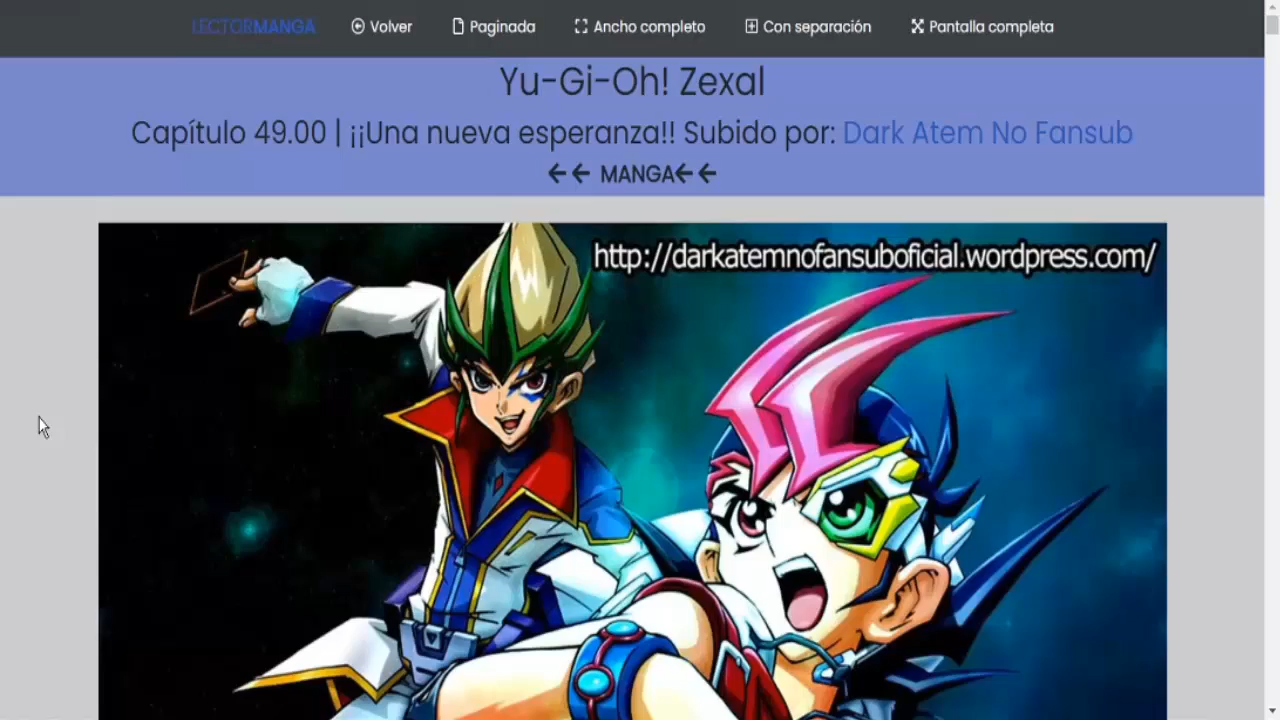 LECTORMANGA Volver Paginada Ancho completo Con separación Pantalla completa
Yu-Gi-Oh! Zexal
Capítulo 49.00 | ¡¡Una nueva esperanza!! Subido por: Dark Atem No Fansub
←← MANGA←←
http://darkatemnofansuboficial.wordpress.com/